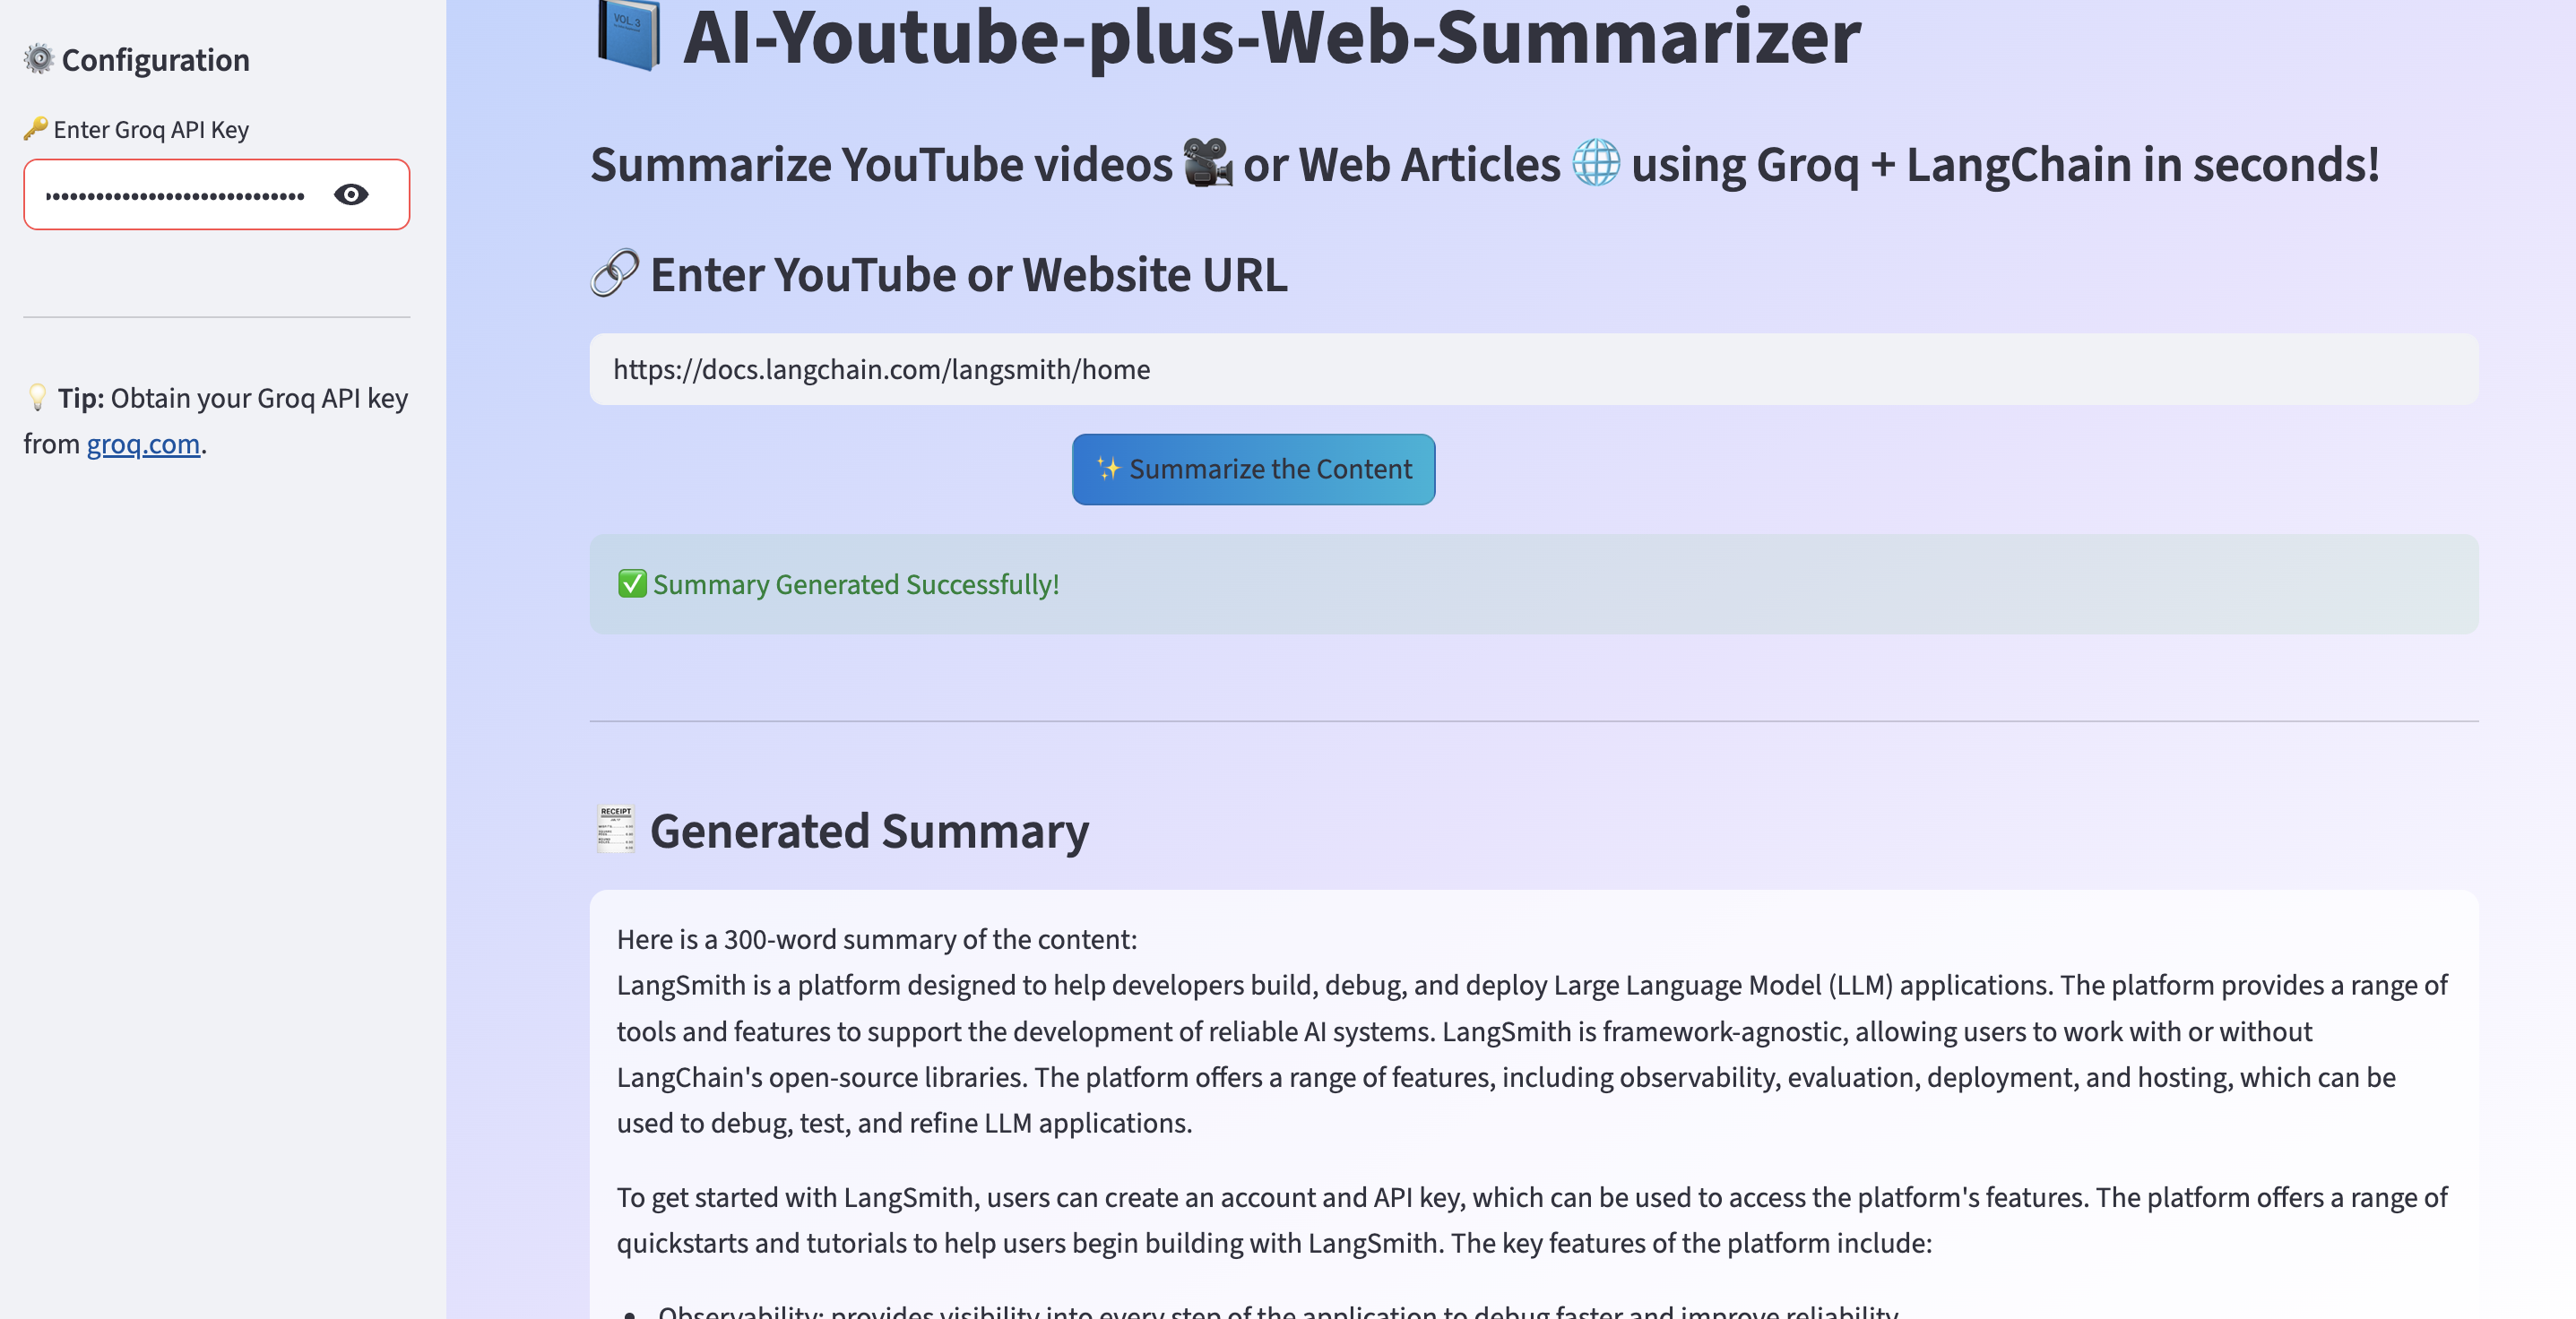 ⚙️ Configuration
🔑 Enter Groq API Key
💡 Tip: Obtain your Groq API key
from groq.com.
📘 AI-Youtube-plus-Web-Summarizer
Summarize YouTube videos 🎥 or Web Articles 🌐 using Groq + LangChain in seconds!
🔗 Enter YouTube or Website URL
https://docs.langchain.com/langsmith/home
✨ Summarize the Content
✅ Summary Generated Successfully!
🧾 Generated Summary
Here is a 300-word summary of the content:
LangSmith is a platform designed to help developers build, debug, and deploy Large Language Model (LLM) applications. The platform provides a range of
tools and features to support the development of reliable AI systems. LangSmith is framework-agnostic, allowing users to work with or without
LangChain's open-source libraries. The platform offers a range of features, including observability, evaluation, deployment, and hosting, which can be
used to debug, test, and refine LLM applications.
To get started with LangSmith, users can create an account and API key, which can be used to access the platform's features. The platform offers a range of
quickstarts and tutorials to help users begin building with LangSmith. The key features of the platform include:
• Observability: provides visibility into every step of the application to debug faster and improve reliability